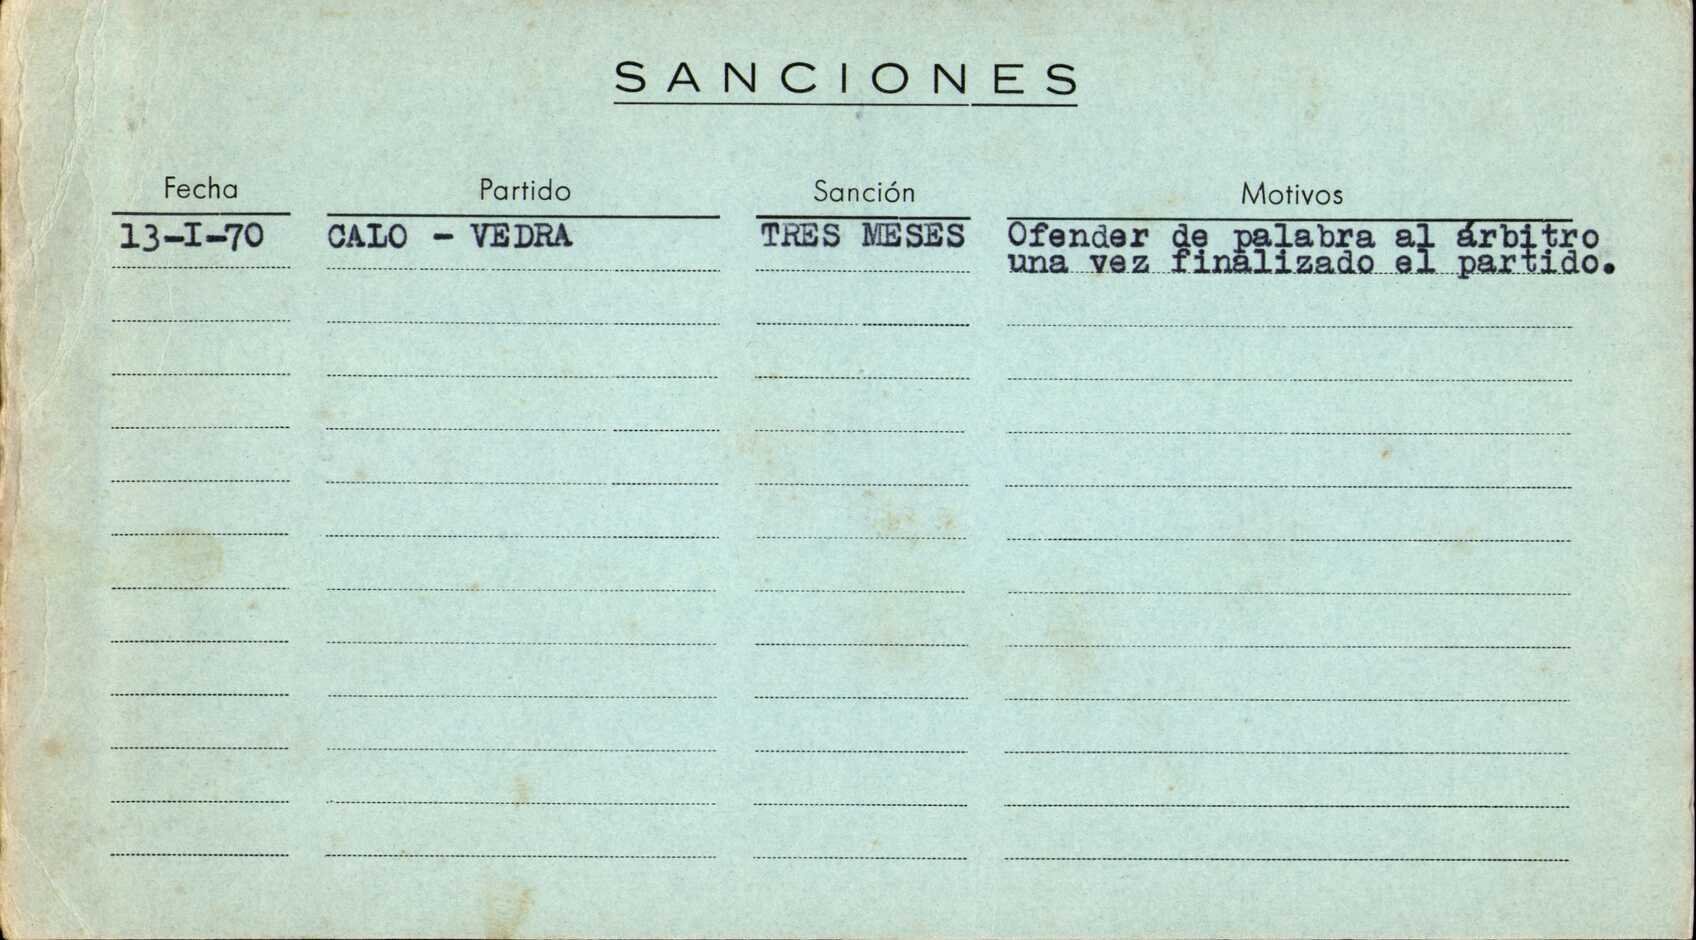 SANCIONES
Fecha Partido Sanción Motivos
13-I-70 CALO - VEDRA TRES MESES Ofender de palabra al árbitro
una vez finalizado el partido.